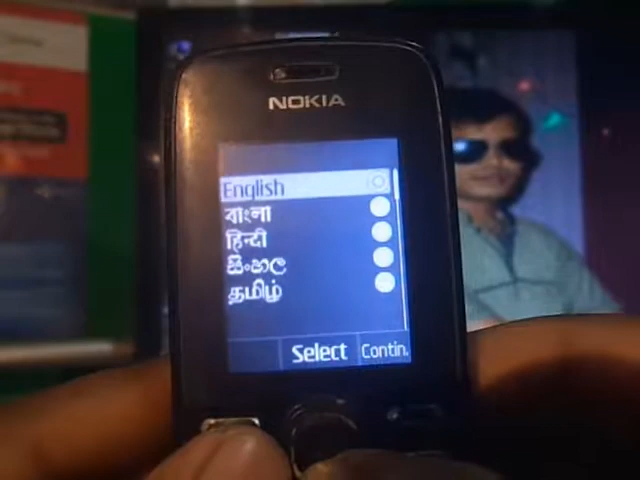 NOKIA
English
বাংলা
हिन्दी
සිංහල
தமிழ்
Select Contin.